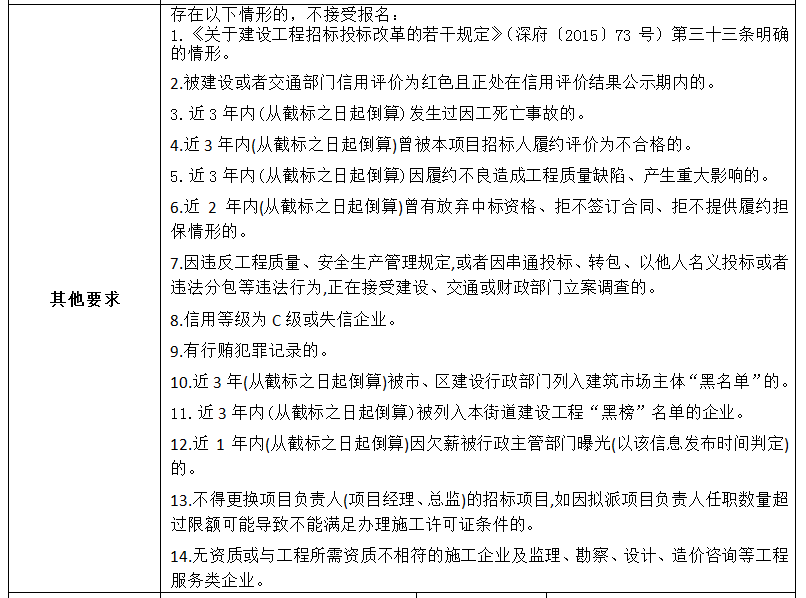 其他要求
存在以下情形的，不接受报名：
1.《关于建设工程招标投标改革的若干规定》（深府〔2015〕73 号）第三十三条明确
的情形。
2.被建设或者交通部门信用评价为红色且正处在信用评价结果公示期内的。
3. 近 3 年内(从截标之日起倒算)发生过因工死亡事故的。
4.近 3 年内(从截标之日起倒算)曾被本项目招标人履约评价为不合格的。
5. 近 3 年内(从截标之日起倒算)因履约不良造成工程质量缺陷、产生重大影响的。
6.近 2 年内(从截标之日起倒算)曾有放弃中标资格、拒不签订合同、拒不提供履约担
保情形的。
7.因违反工程质量、安全生产管理规定,或者因串通投标、转包、以他人名义投标或者
违法分包等违法行为,正在接受建设、交通或财政部门立案调查的。
8.信用等级为 C 级或失信企业。
9.有行贿犯罪记录的。
10.近 3 年(从截标之日起倒算)被市、区建设行政部门列入建筑市场主体“黑名单”的。
11. 近 3 年内(从截标之日起倒算)被列入本街道建设工程“黑榜”名单的企业。
12.近 1 年内(从截标之日起倒算)因欠薪被行政主管部门曝光(以该信息发布时间判定)
的。
13.不得更换项目负责人(项目经理、总监)的招标项目,如因拟派项目负责人任职数量超
过限额可能导致不能满足办理施工许可证条件的。
14.无资质或与工程所需资质不相符的施工企业及监理、勘察、设计、造价咨询等工程
服务类企业。